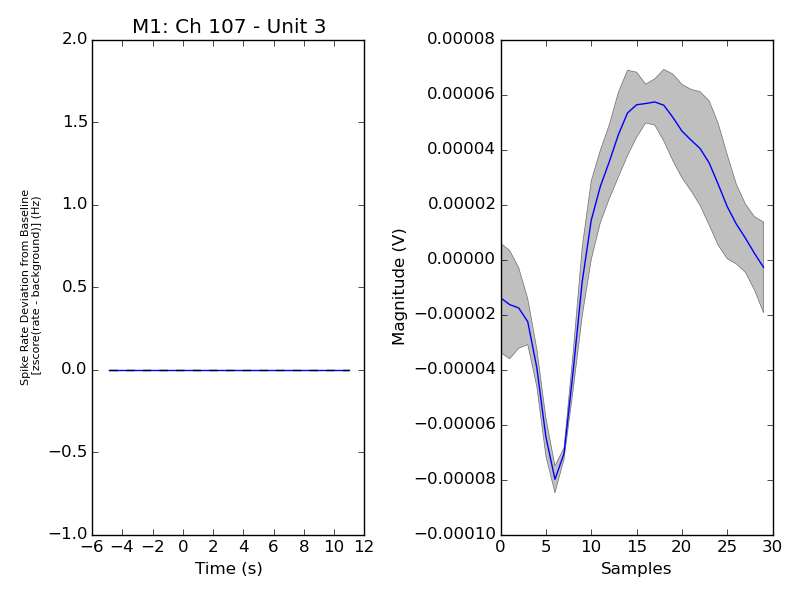 M1: Ch 107 - Unit 3
2.0
1.5
1.0
0.5
0.0
−0.5
−1.0
−6 −4 −2 0 2 4 6 8 10 12
Time (s)
Spike Rate Deviation from Baseline
[zscore(rate - background)] (Hz)
0.00008
0.00006
0.00004
0.00002
0.00000
−0.00002
−0.00004
−0.00006
−0.00008
−0.00010
0 5 10 15 20 25 30
Samples
Magnitude (V)